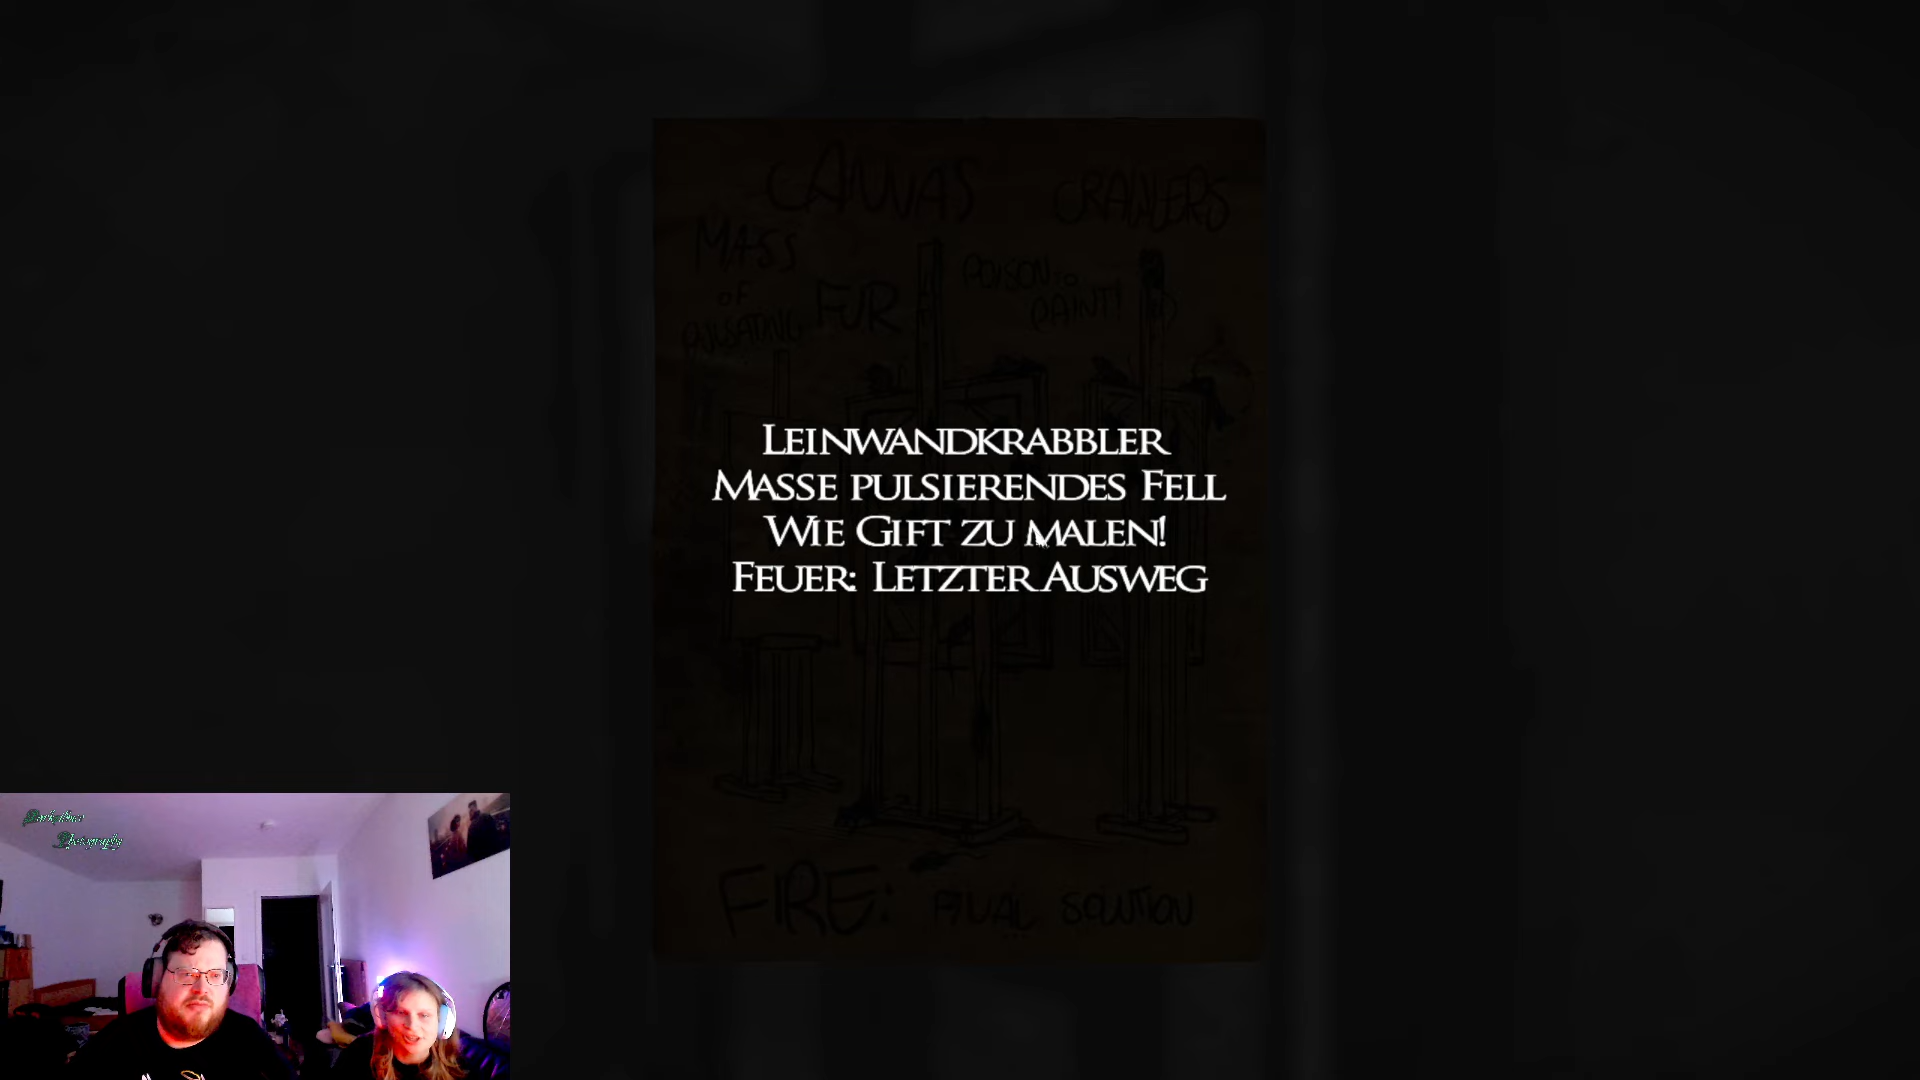 CANVAS CRAWLERS
MASS
OF
PULSATING
FUR
POISON TO
PAINT!
LEINWANDKRABBLER
MASSE PULSIERENDES FELL
WIE GIFT ZU MALEN!
FEUER: LETZTER AUSWEG
FIRE: FINAL SOLUTION